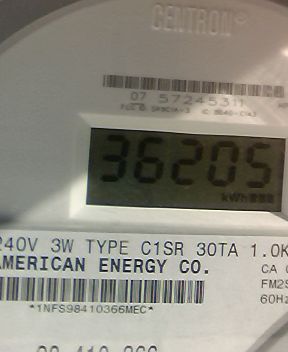 CENTRON®
07 57245311
36205
kWh
240V 3W TYPE C1SR 30TA 1.0K
AMERICAN ENERGY CO.
CA
FM2S
60Hz
*1NFS98410366MEC*